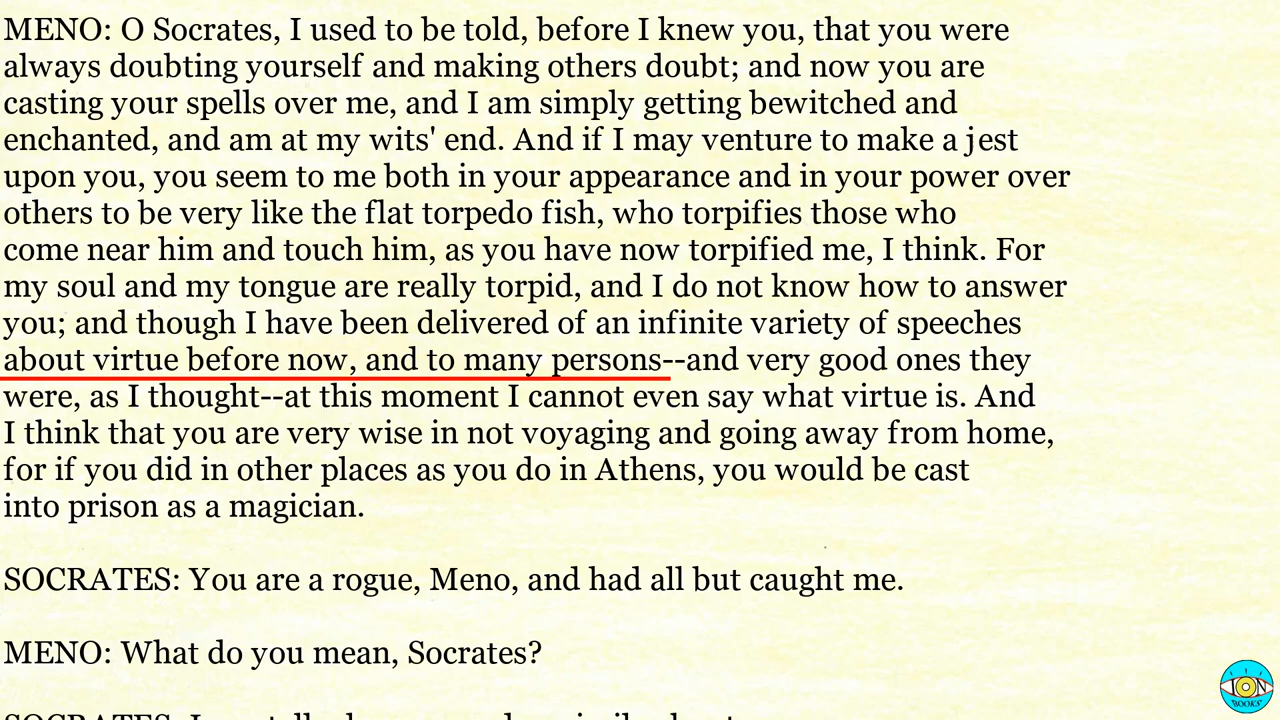 MENO: O Socrates, I used to be told, before I knew you, that you were
always doubting yourself and making others doubt; and now you are
casting your spells over me, and I am simply getting bewitched and
enchanted, and am at my wits' end. And if I may venture to make a jest
upon you, you seem to me both in your appearance and in your power over
others to be very like the flat torpedo fish, who torpifies those who
come near him and touch him, as you have now torpified me, I think. For
my soul and my tongue are really torpid, and I do not know how to answer
you; and though I have been delivered of an infinite variety of speeches
about virtue before now, and to many persons--and very good ones they
were, as I thought--at this moment I cannot even say what virtue is. And
I think that you are very wise in not voyaging and going away from home,
for if you did in other places as you do in Athens, you would be cast
into prison as a magician.
SOCRATES: You are a rogue, Meno, and had all but caught me.
MENO: What do you mean, Socrates?
SOCRATES: I
ION
BOOKS